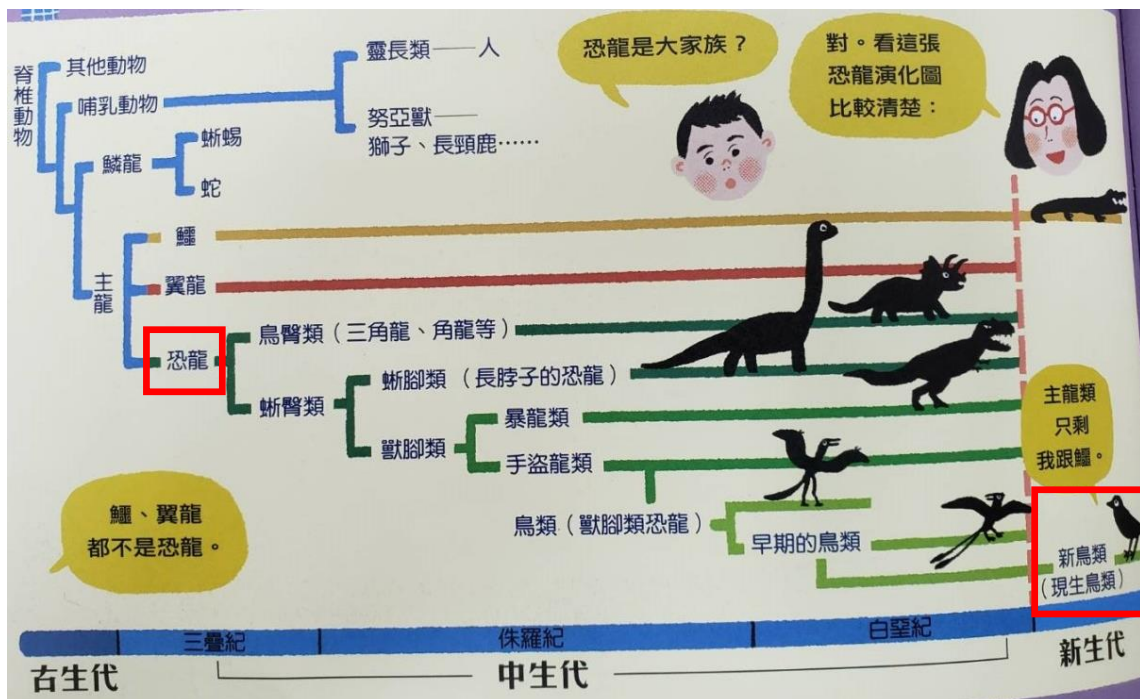 脊椎動物
其他動物
哺乳動物
靈長類——人
努亞獸——
獅子、長頸鹿……
鱗龍
蜥蜴
蛇
恐龍是大家族？
對。看這張
恐龍演化圖
比較清楚：
主龍
鱷
翼龍
恐龍
鳥臀類（三角龍、角龍等）
蜥臀類
蜥腳類（長脖子的恐龍）
獸腳類
暴龍類
手盜龍類
鳥類（獸腳類恐龍）
早期的鳥類
主龍類
只剩
我跟鱷。
新鳥類
（現生鳥類）
鱷、翼龍
都不是恐龍。
三疊紀
侏羅紀
白堊紀
古生代
中生代
新生代